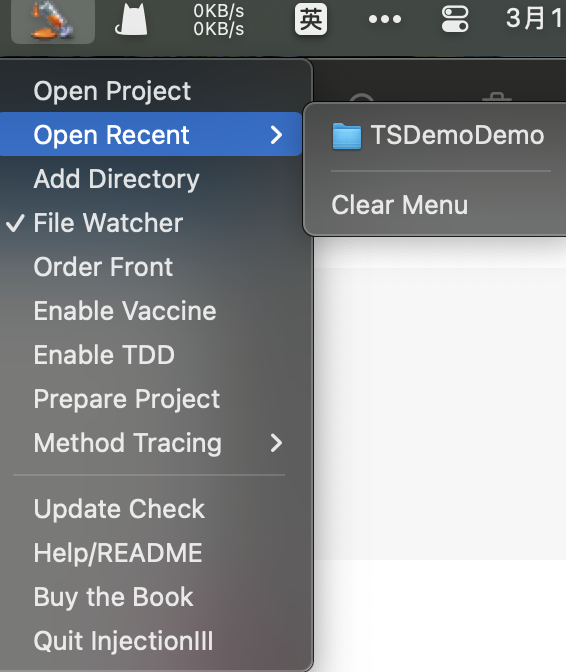 0KB/s
0KB/s
英
3月1
Open Project
Open Recent
TSDemoDemo
Add Directory
Clear Menu
File Watcher
Order Front
Enable Vaccine
Enable TDD
Prepare Project
Method Tracing
Update Check
Help/README
Buy the Book
Quit InjectionIII